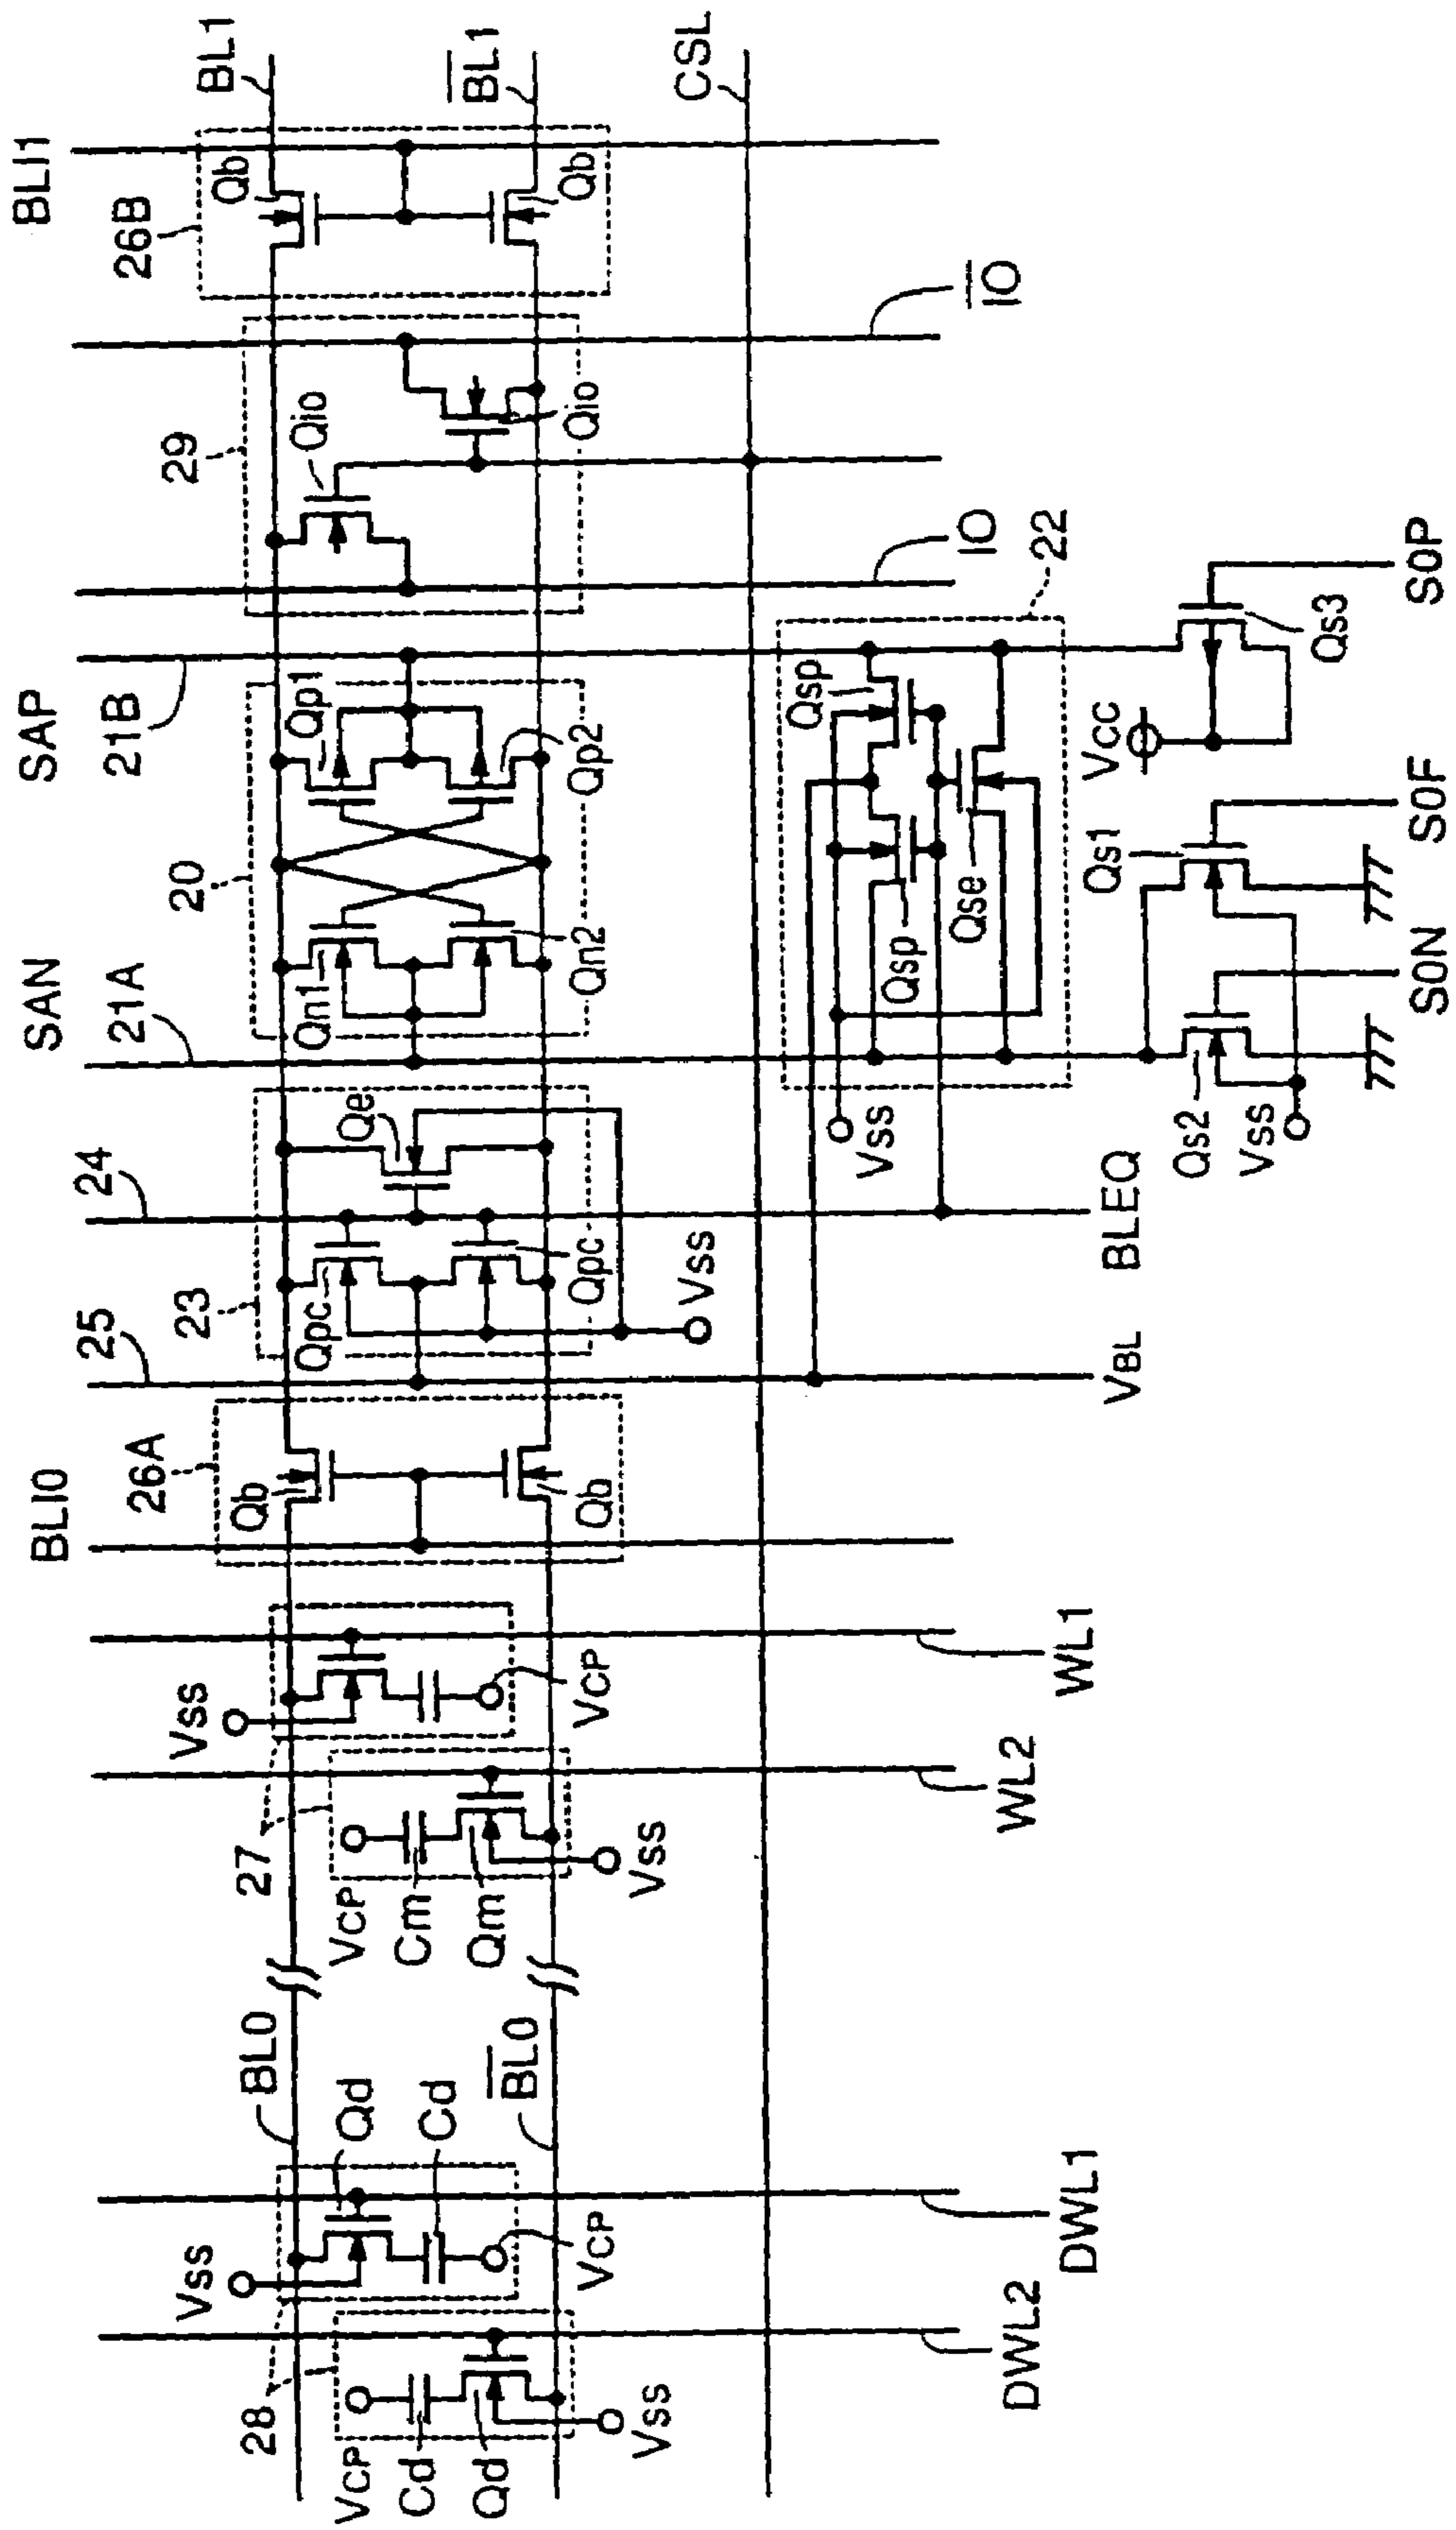 BLI0
SAN
SAP
BLI1
28
27
26A
25
23
24
21A
20
21B
29
26B
Vss
BL0
Vss
Qb
Qpc
Qe
Qn1
Qp1
Qio
Qb
BL1
VCP
Qd
VCP
Cd
Cd
Cm
Qd
VCP
BL0
Qm
VCP
Qb
Qpc
Qn2
Qp2
Qio
Qb
BL1
Vss
Vss
Vss
CSL
Vss
Qsp
Qsp
Qse
22
IO
IO
DWL2
DWL1
WL2
WL1
VBL
BLEQ
Qs2
Vss
Qs1
Vcc
Qs3
S0N
S0F
S0P